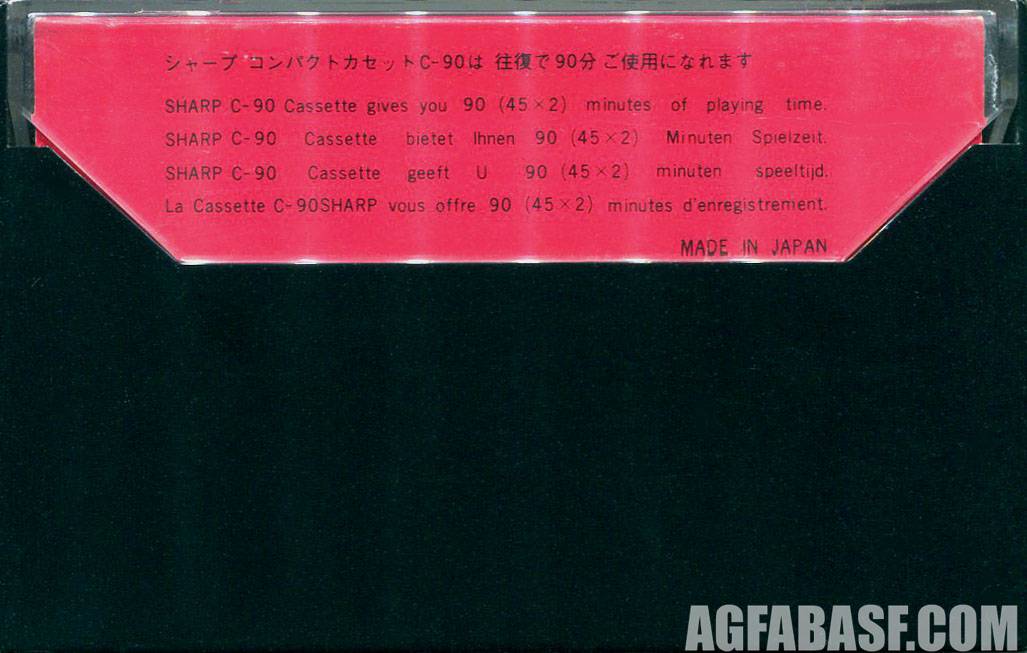 シャープ コンパクトカセットC-90は 往復で90分ご使用になれます
SHARP C-90 Cassette gives you 90 (45×2) minutes of playing time.
SHARP C-90 Cassette bietet Ihnen 90 (45×2) Minuten Spielzeit.
SHARP C-90 Cassette geeft U 90 (45×2) minuten speeltijd.
La Cassette C-90SHARP vous offre 90 (45×2) minutes d'enregistrement.
MADE IN JAPAN
AGFABASF.COM